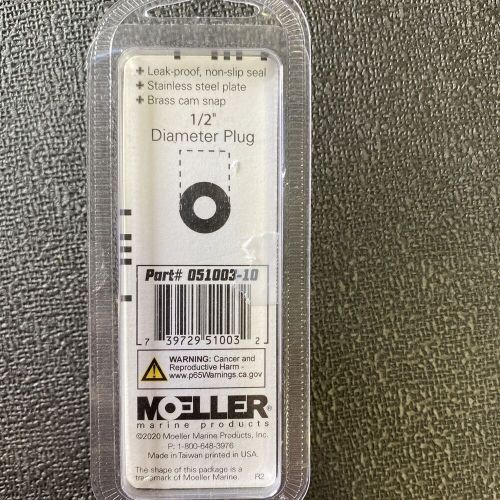 + Leak-proof, non-slip seal
+ Stainless steel plate
+ Brass cam snap
1/2"
Diameter Plug
Part# 051003-10
7 39729 51003 2
WARNING: Cancer and
Reproductive Harm -
www.p65Warnings.ca.gov
MOELLER®
marine products
©2020 Moeller Marine Products, Inc.
P: 1-800-648-3976
Made in Taiwan printed in USA.
The shape of this package is a
trademark of Moeller Marine. R2